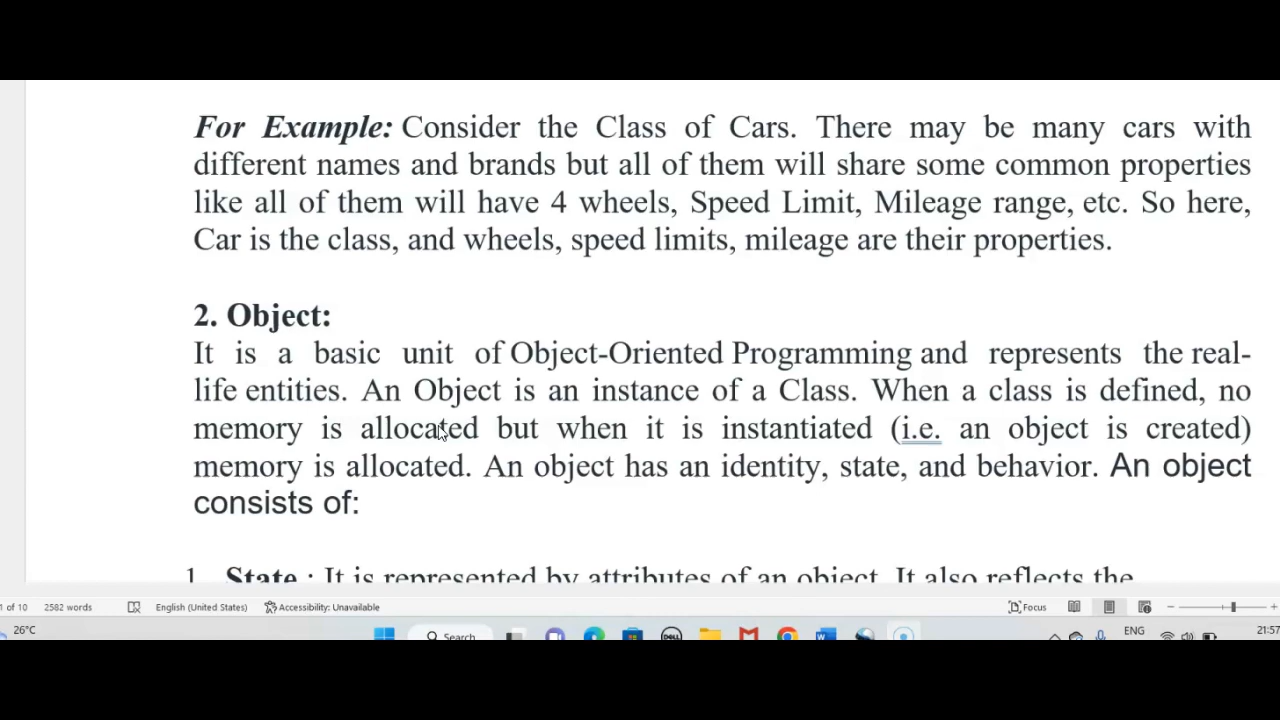 For Example: Consider the Class of Cars. There may be many cars with
different names and brands but all of them will share some common properties
like all of them will have 4 wheels, Speed Limit, Mileage range, etc. So here,
Car is the class, and wheels, speed limits, mileage are their properties.
2. Object:
It is a basic unit of Object-Oriented Programming and represents the real-
life entities. An Object is an instance of a Class. When a class is defined, no
memory is allocated but when it is instantiated (i.e. an object is created)
memory is allocated. An object has an identity, state, and behavior. An object
consists of:
1. State : It is represented by attributes of an object. It also reflects the
1 of 10 2582 words English (United States) Accessibility: Unavailable Focus
26°C Search DELL ENG 21:57